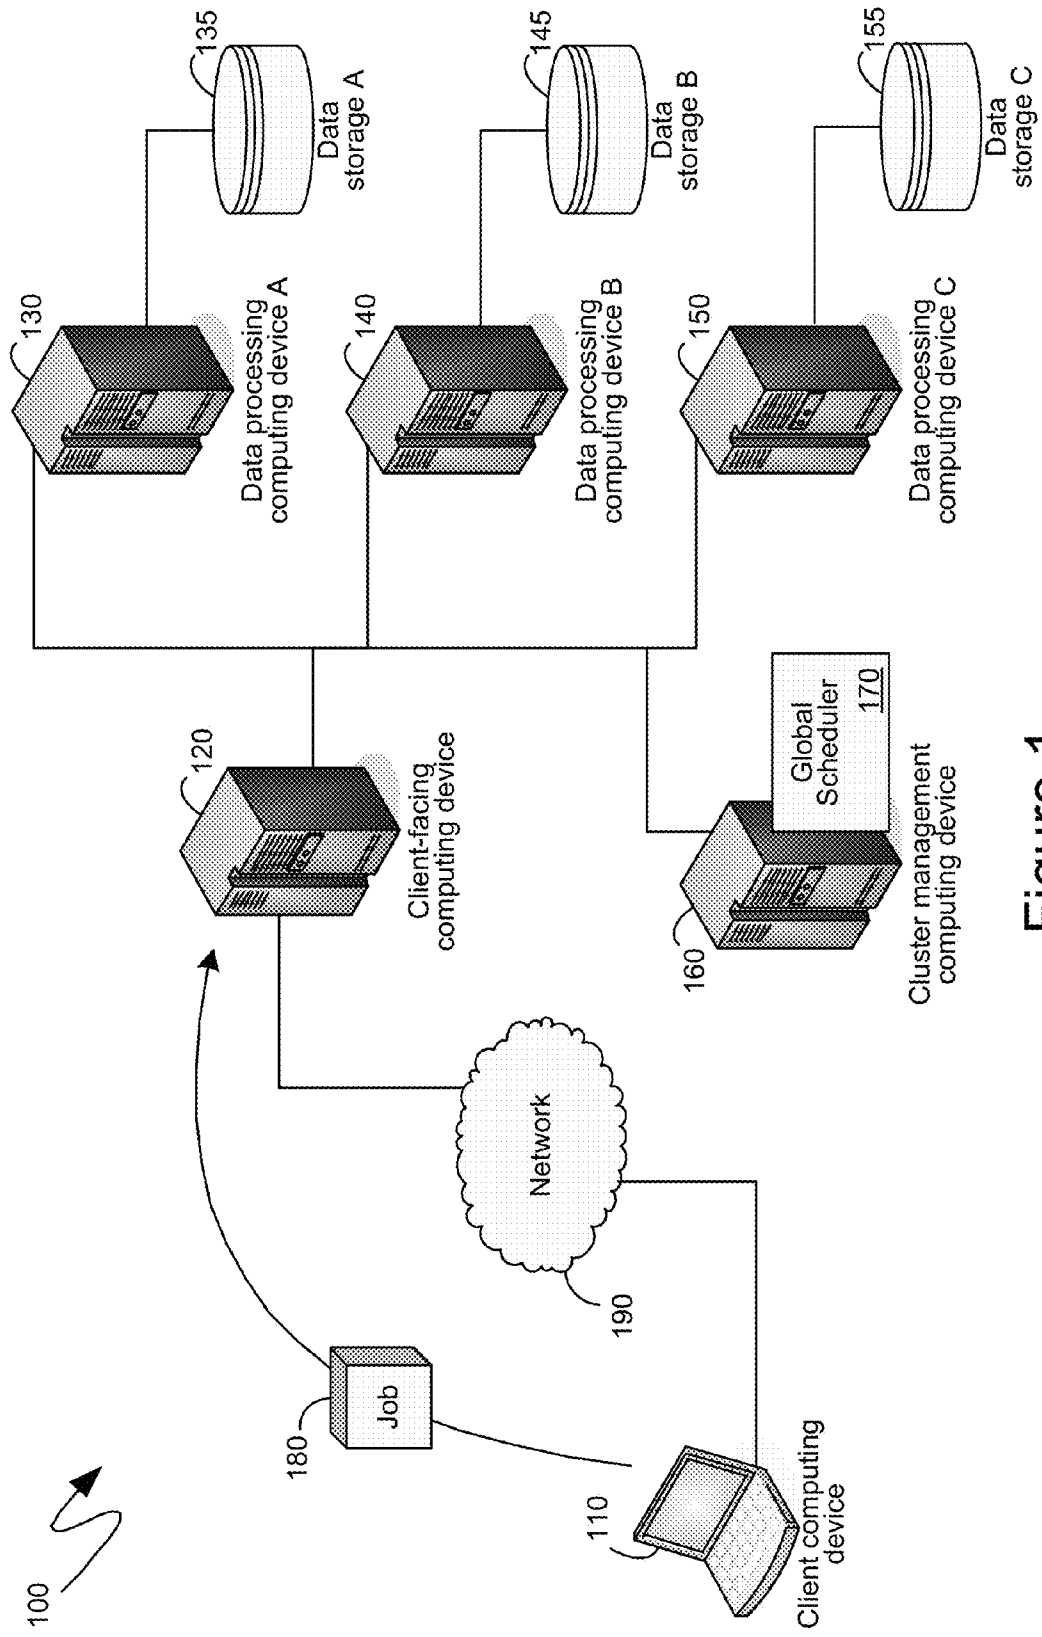 100
180
Job
110
Client computing
device
190
Network
120
Client-facing
computing device
160
Cluster management
computing device
Global
Scheduler
170
130
Data processing
computing device A
135
Data
storage A
140
Data processing
computing device B
145
Data
storage B
150
Data processing
computing device C
155
Data
storage C
Figure 1